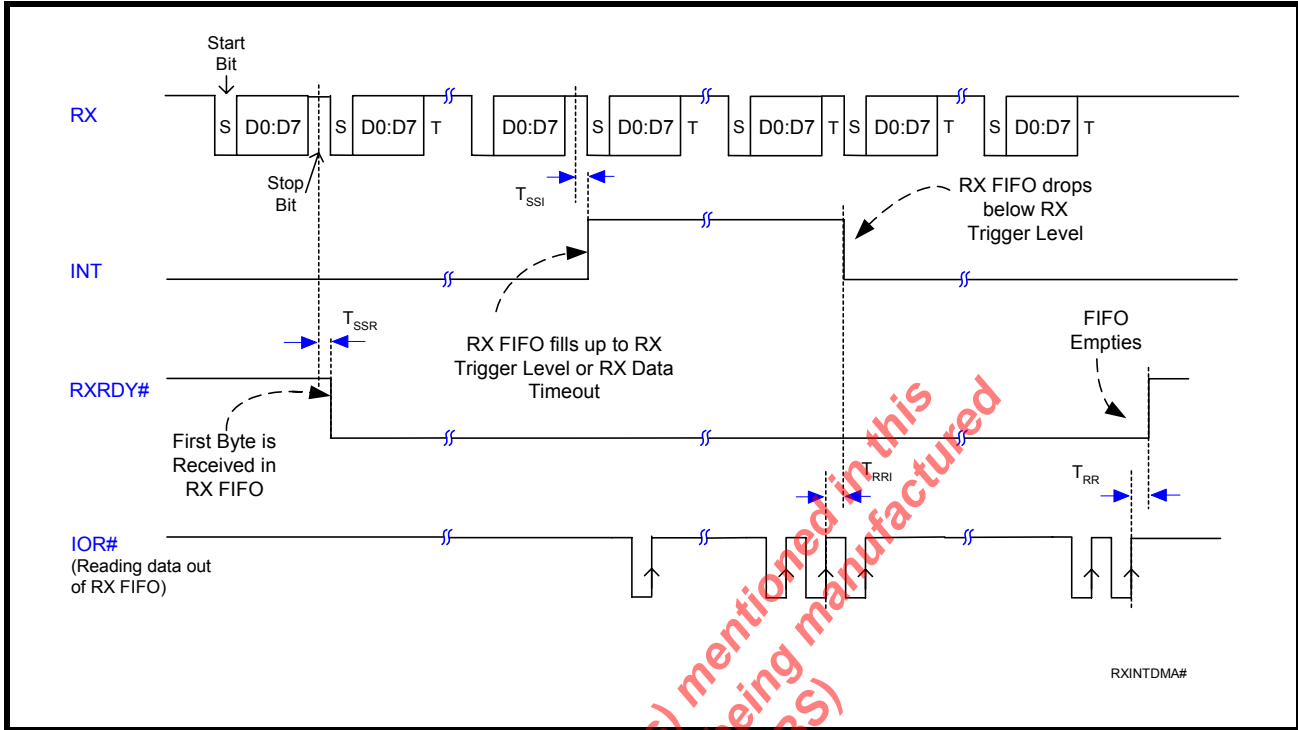 Start
Bit
RX
S D0:D7 S D0:D7 T D0:D7 S D0:D7 T S D0:D7 T S D0:D7 T S D0:D7 T
Stop
Bit
TSSI
RX FIFO drops
below RX
Trigger Level
INT
TSSR
RX FIFO fills up to RX
Trigger Level or RX Data
Timeout
FIFO
Empties
RXRDY#
First Byte is
Received in
RX FIFO
TRRI
TRR
IOR#
(Reading data out
of RX FIFO)
RXINTDMA#
mentioned in this
being manufactured